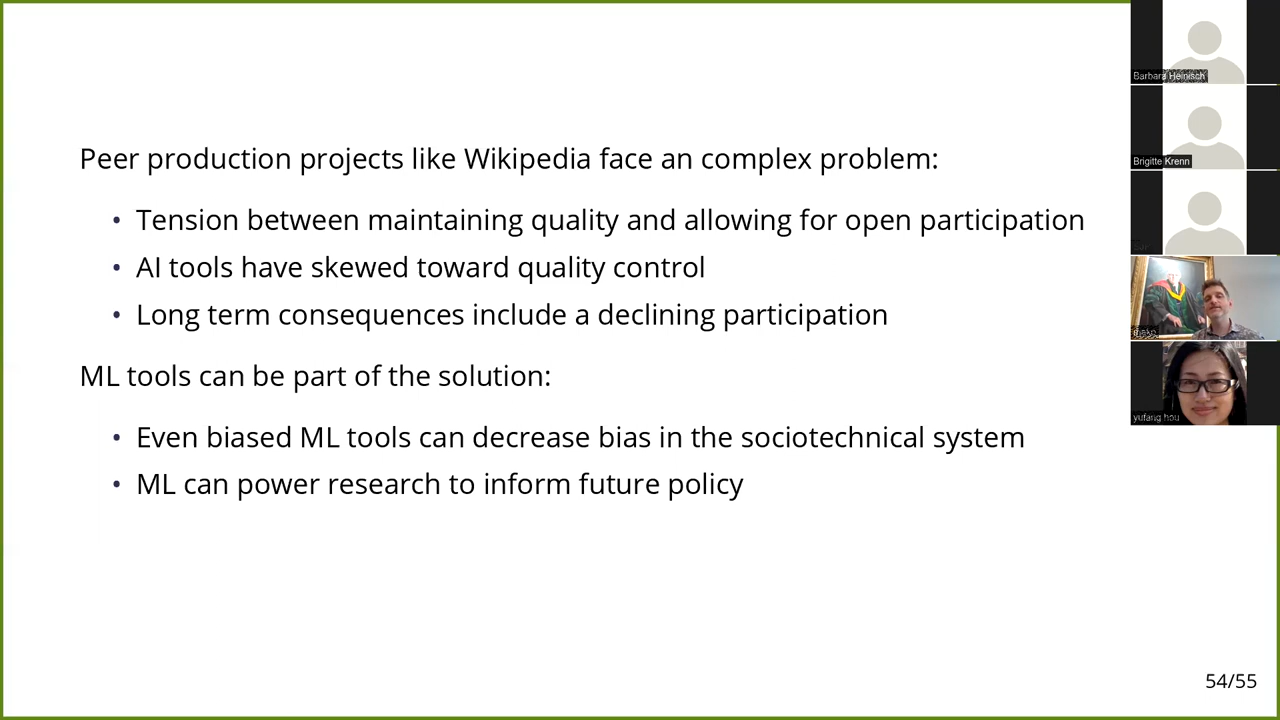 Peer production projects like Wikipedia face an complex problem:
• Tension between maintaining quality and allowing for open participation
• AI tools have skewed toward quality control
• Long term consequences include a declining participation
ML tools can be part of the solution:
• Even biased ML tools can decrease bias in the sociotechnical system
• ML can power research to inform future policy
54/55
Barbara Heinisch
Brigitte Krenn
yufang hou